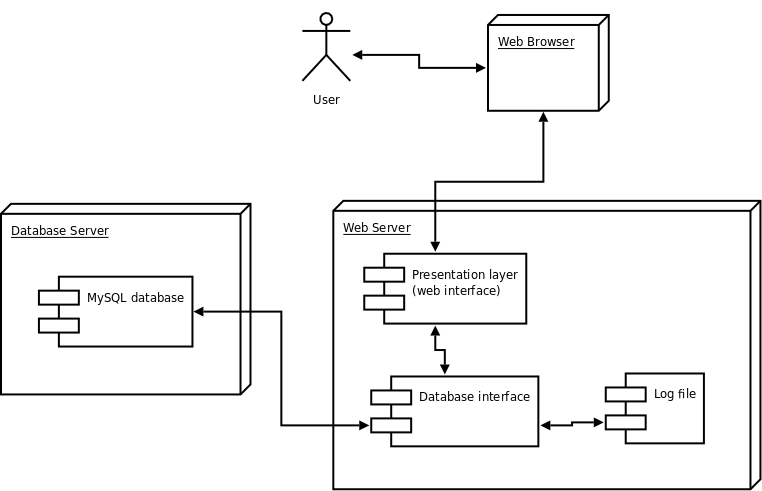 Web Browser
User
Database Server
Web Server
MySQL database
Presentation layer
(web interface)
Database interface
Log file